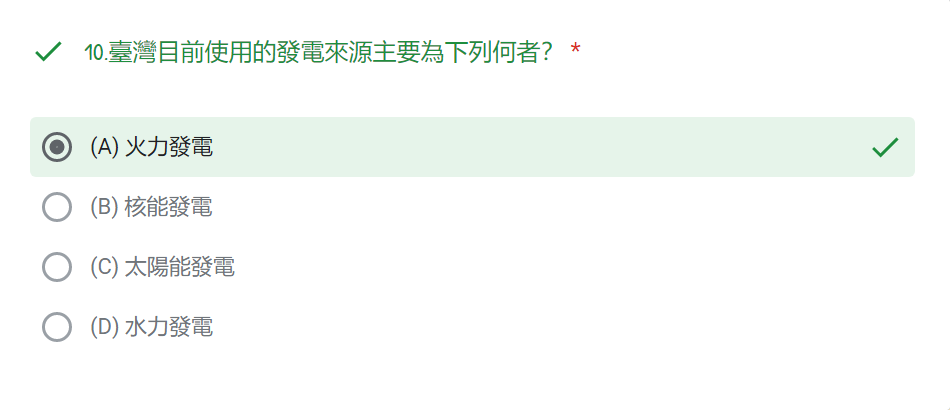 10.臺灣目前使用的發電來源主要為下列何者？ *
(A) 火力發電
(B) 核能發電
(C) 太陽能發電
(D) 水力發電